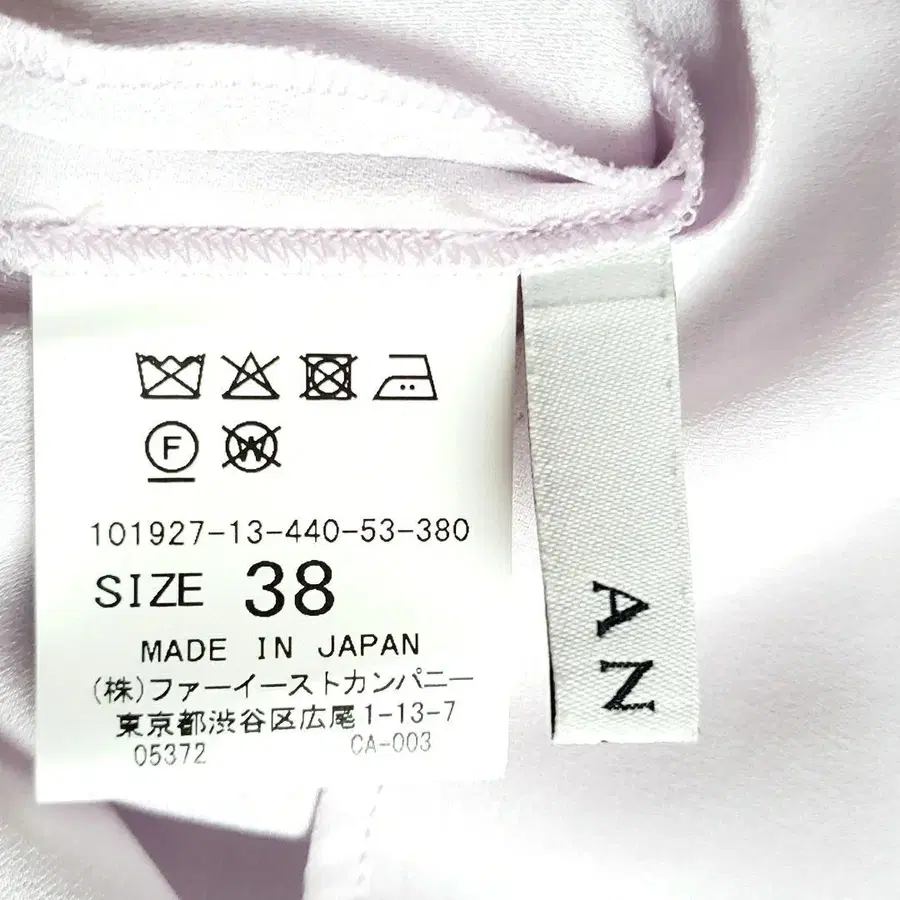 F
W
101927-13-440-53-380
SIZE 38
MADE IN JAPAN
(株)ファーイーストカンパニー
東京都渋谷区広尾1-13-7
05372 CA-003
AN